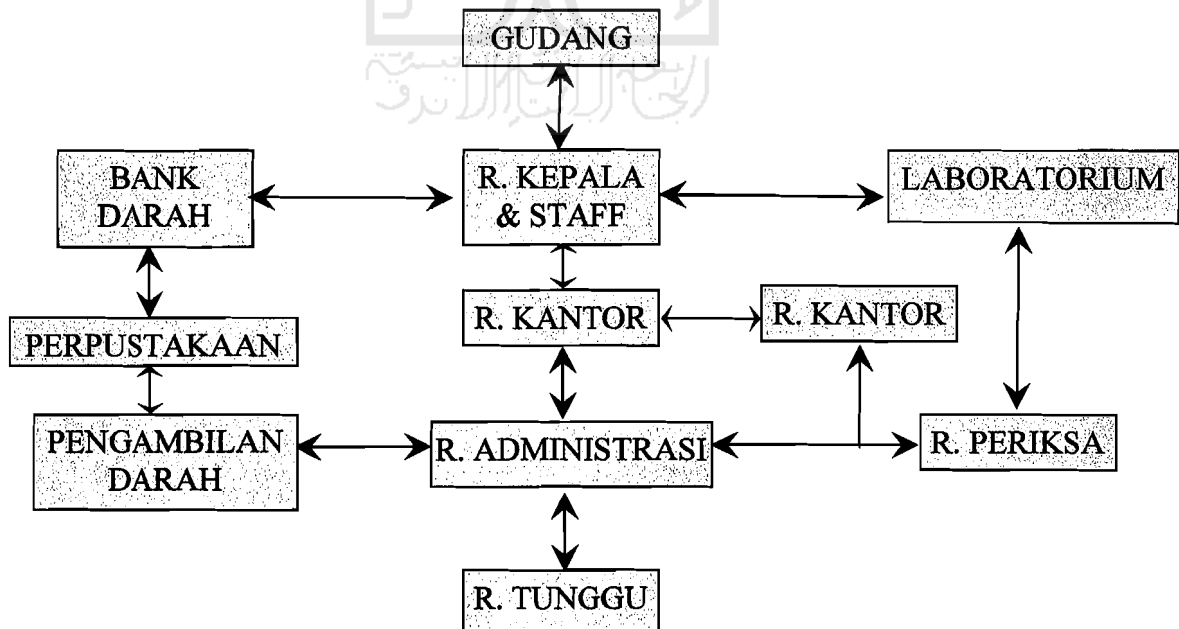 GUDANG
BANK
DARAH
R. KEPALA
& STAFF
LABORATORIUM
R. KANTOR
R. KANTOR
PERPUSTAKAAN
PENGAMBILAN
DARAH
R. ADMINISTRASI
R. PERIKSA
R. TUNGGU